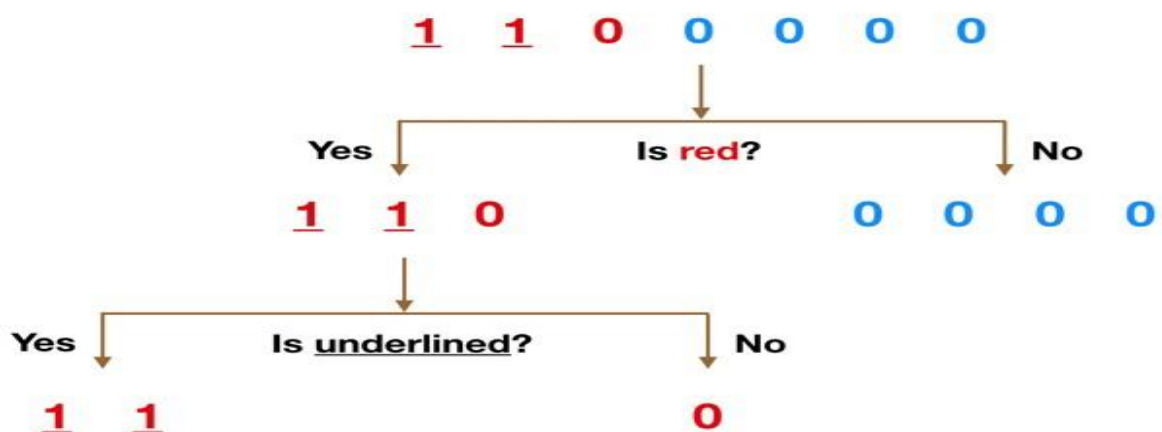 1 1 0 0 0 0 0
Yes Is red? No
1 1 0 0 0 0 0
Yes Is underlined? No
1 1 0